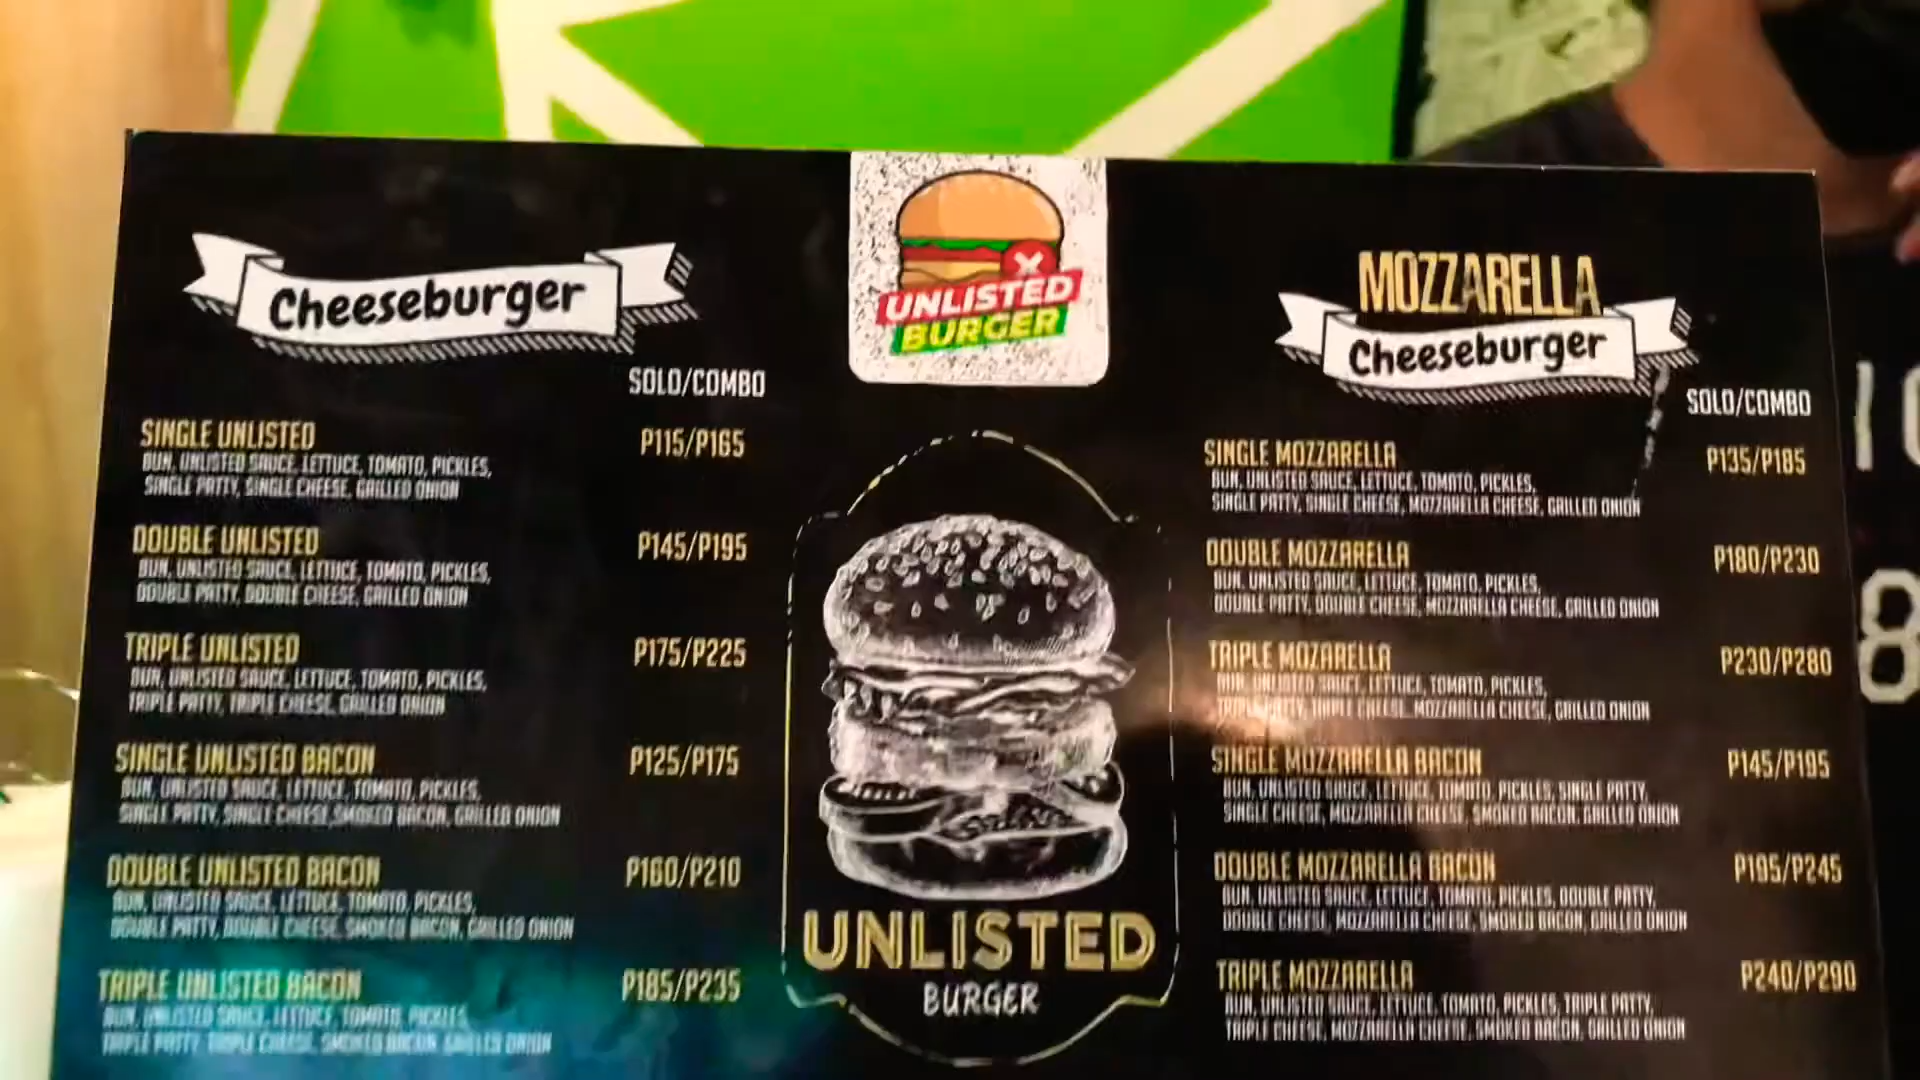 Cheeseburger
SOLO/COMBO
SINGLE UNLISTED P115/P165
BUN, UNLISTED SAUCE, LETTUCE, TOMATO, PICKLES,
SINGLE PATTY, SINGLE CHEESE, GRILLED ONION
DOUBLE UNLISTED P145/P195
BUN, UNLISTED SAUCE, LETTUCE, TOMATO, PICKLES,
DOUBLE PATTY, DOUBLE CHEESE, GRILLED ONION
TRIPLE UNLISTED P175/P225
BUN, UNLISTED SAUCE, LETTUCE, TOMATO, PICKLES,
TRIPLE PATTY, TRIPLE CHEESE, GRILLED ONION
SINGLE UNLISTED BACON P125/P175
BUN, UNLISTED SAUCE, LETTUCE, TOMATO, PICKLES,
SINGLE PATTY, SINGLE CHEESE, SMOKED BACON, GRILLED ONION
DOUBLE UNLISTED BACON P160/P210
BUN, UNLISTED SAUCE, LETTUCE, TOMATO, PICKLES,
DOUBLE PATTY, DOUBLE CHEESE, SMOKED BACON, GRILLED ONION
TRIPLE UNLISTED BACON P185/P235
BUN, UNLISTED SAUCE, LETTUCE, TOMATO, PICKLES,
TRIPLE PATTY, TRIPLE CHEESE, SMOKED BACON, GRILLED ONION
UNLISTED
BURGER
UNLISTED
BURGER
MOZZARELLA
Cheeseburger
SOLO/COMBO
SINGLE MOZZARELLA P135/P185
BUN, UNLISTED SAUCE, LETTUCE, TOMATO, PICKLES,
SINGLE PATTY, SINGLE CHEESE, MOZZARELLA CHEESE, GRILLED ONION
DOUBLE MOZZARELLA P180/P230
BUN, UNLISTED SAUCE, LETTUCE, TOMATO, PICKLES,
DOUBLE PATTY, DOUBLE CHEESE, MOZZARELLA CHEESE, GRILLED ONION
TRIPLE MOZARELLA P230/P280
BUN, UNLISTED SAUCE, LETTUCE, TOMATO, PICKLES,
TRIPLE PATTY, TRIPLE CHEESE, MOZZARELLA CHEESE, GRILLED ONION
SINGLE MOZZARELLA BACON P145/P195
BUN, UNLISTED SAUCE, LETTUCE, TOMATO, PICKLES, SINGLE PATTY,
SINGLE CHEESE, MOZZARELLA CHEESE, SMOKED BACON, GRILLED ONION
DOUBLE MOZZARELLA BACON P195/P245
BUN, UNLISTED SAUCE, LETTUCE, TOMATO, PICKLES, DOUBLE PATTY,
DOUBLE CHEESE, MOZZARELLA CHEESE, SMOKED BACON, GRILLED ONION
TRIPLE MOZZARELLA P240/P290
BUN, UNLISTED SAUCE, LETTUCE, TOMATO, PICKLES, TRIPLE PATTY,
TRIPLE CHEESE, MOZZARELLA CHEESE, SMOKED BACON, GRILLED ONION
8